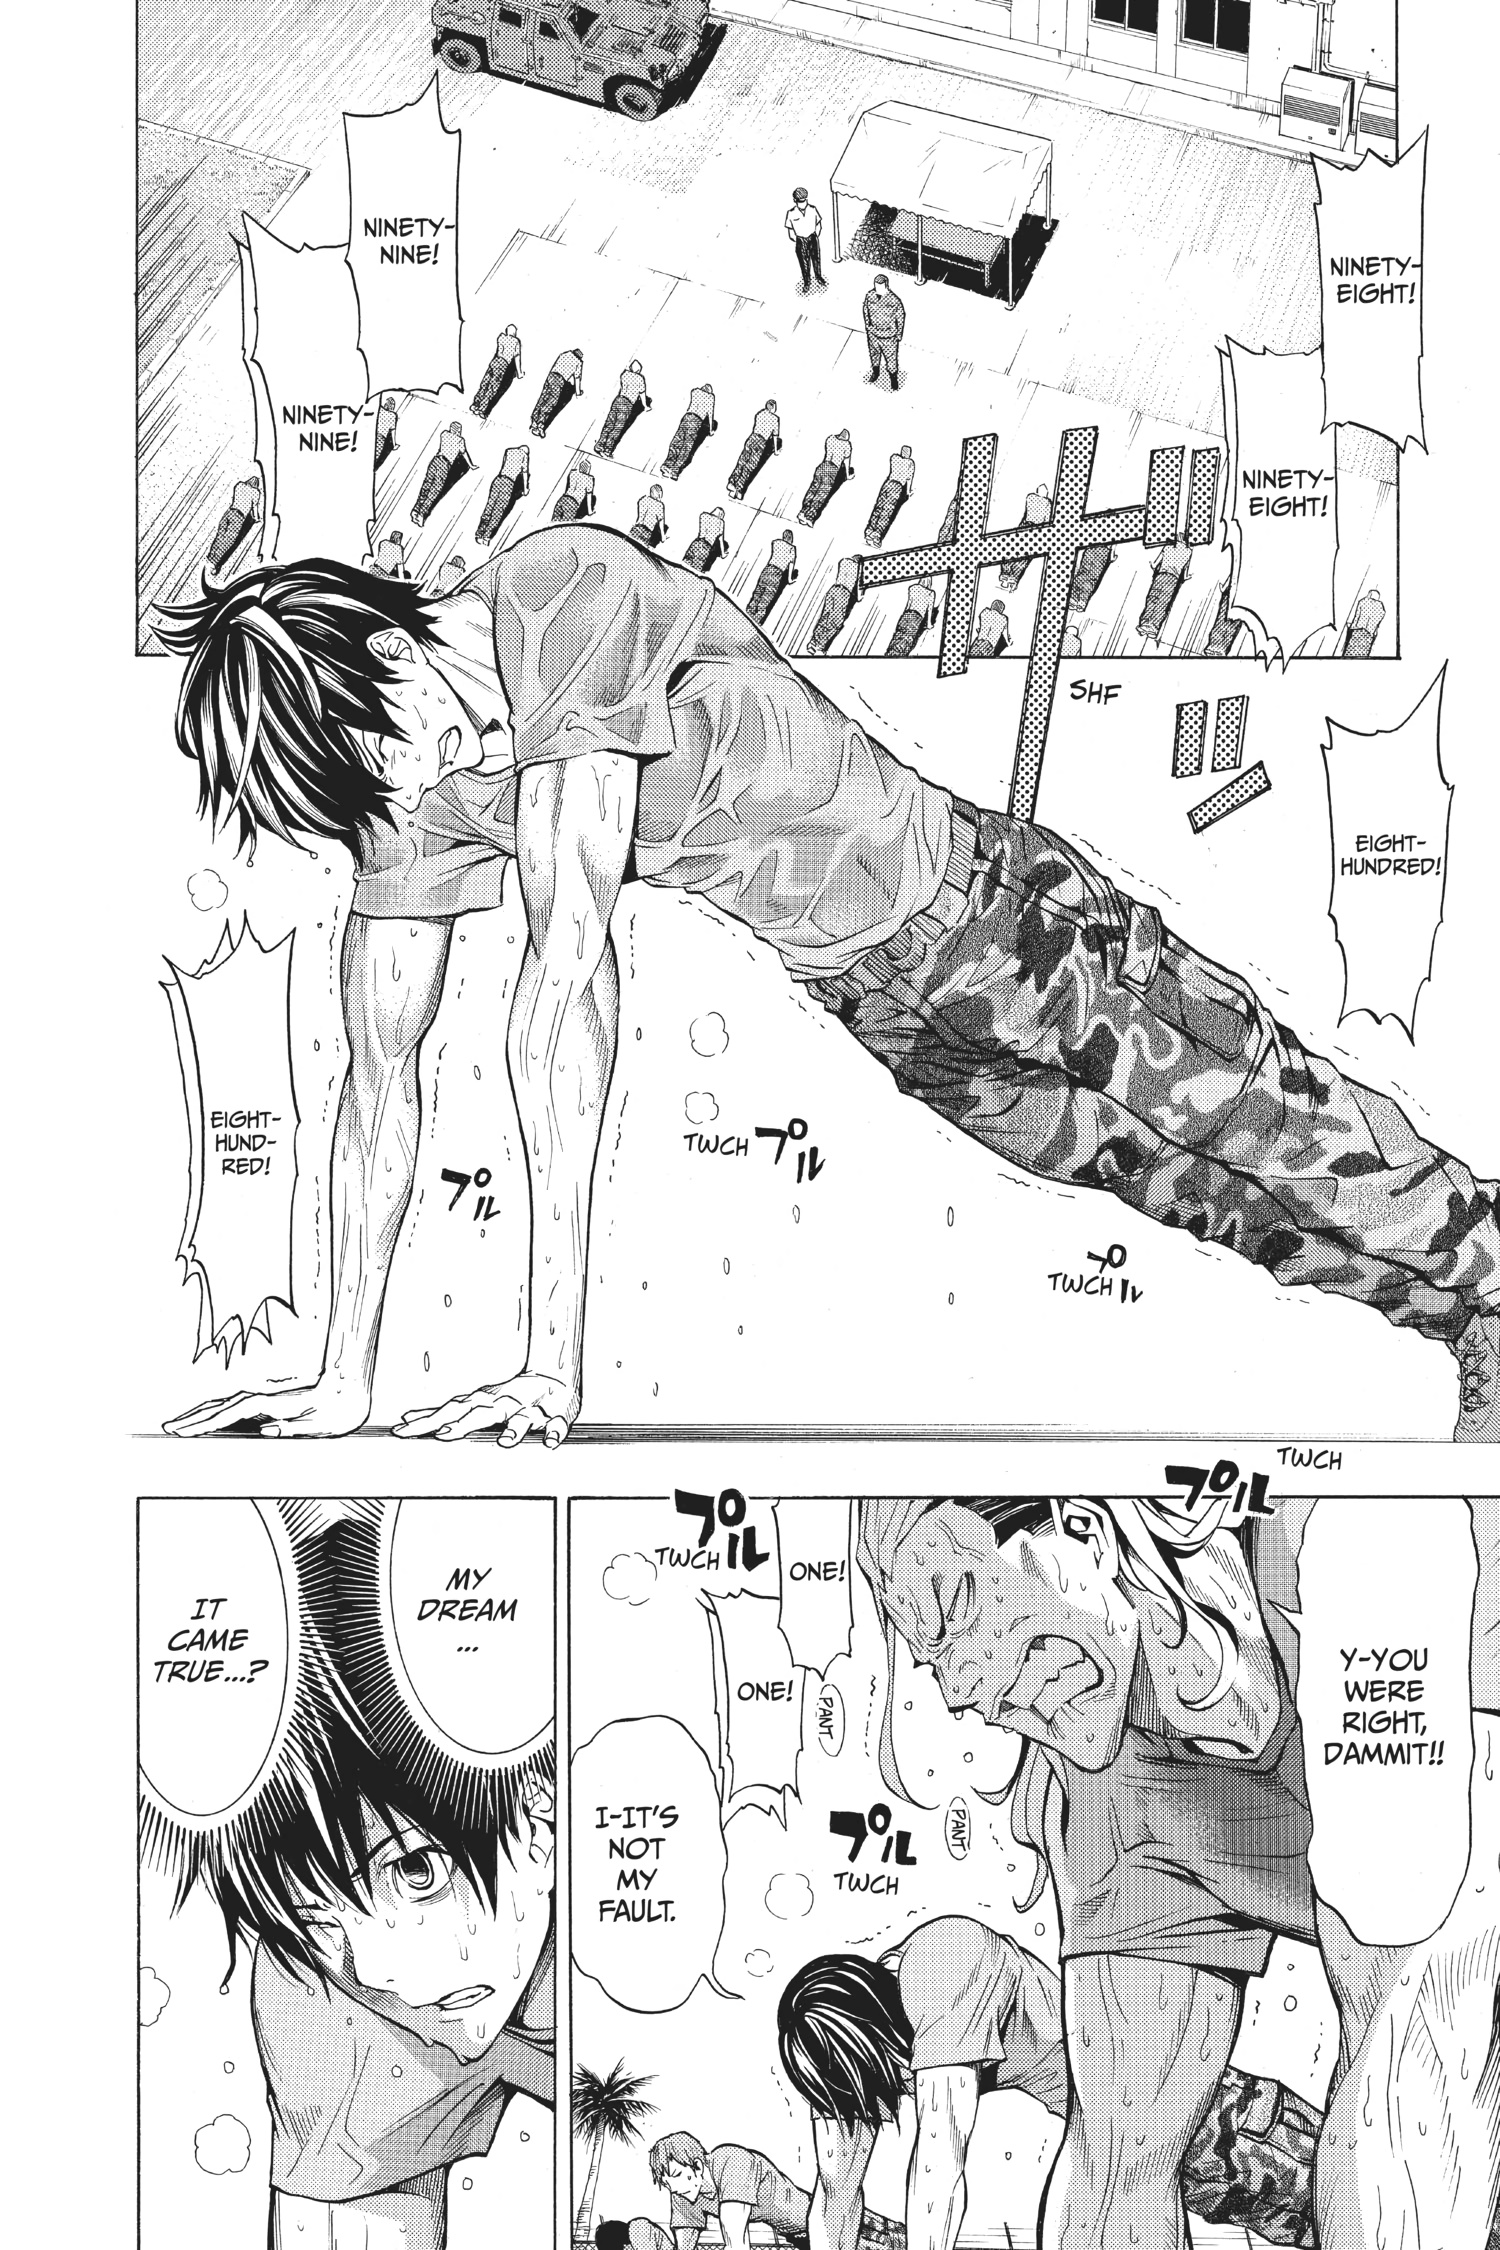 NINETY-
EIGHT!
NINETY-
EIGHT!
NINETY-
NINE!
NINETY-
NINE!
ザ
SHF
EIGHT-
HUNDRED!
EIGHT-
HUND-
RED!
プル
TWCH
プル
プル
TWCH
プル
TWCH
Y-YOU
WERE
RIGHT,
DAMMIT!!
ONE!
ONE!
プル
TWCH
PANT
PANT
プル
TWCH
I-IT'S
NOT
MY
FAULT.
MY
DREAM
...
IT
CAME
TRUE...?